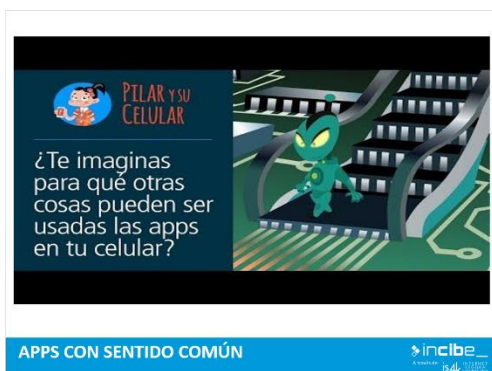 PILAR Y SU
CELULAR
¿Te imaginas
para qué otras
cosas pueden ser
usadas las apps
en tu celular?
APPS CON SENTIDO COMÚN
incibe_
is4k